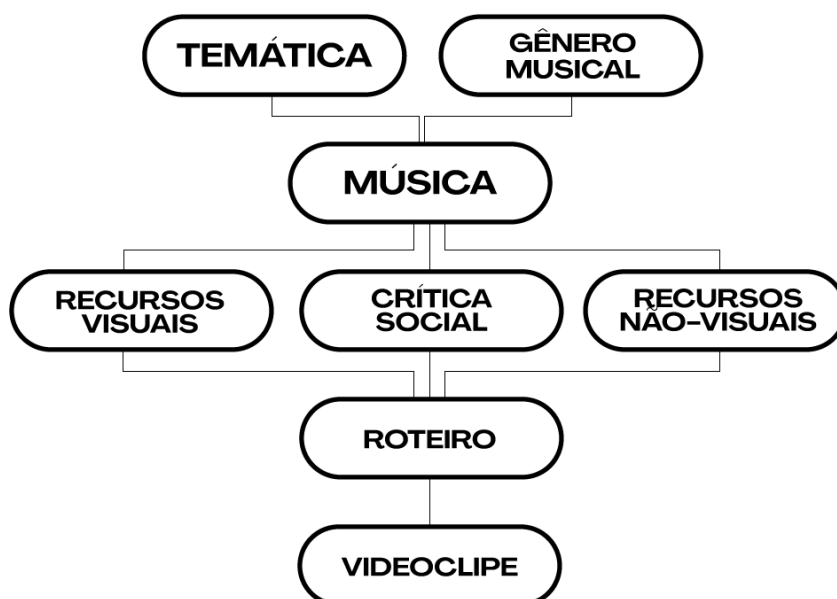 TEMÁTICA
GÊNERO
MUSICAL
MÚSICA
RECURSOS
VISUAIS
CRÍTICA
SOCIAL
RECURSOS
NÃO-VISUAIS
ROTEIRO
VIDEOCLIPE